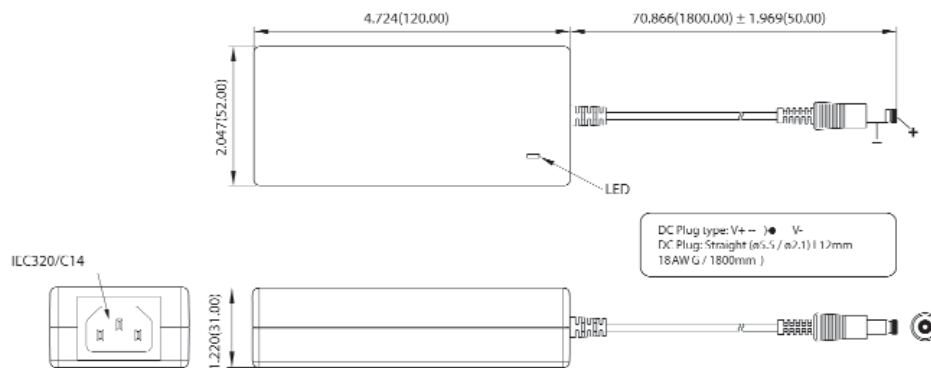 4.724(120.00)
70.866(1800.00) ± 1.969(50.00)
2.047(52.00)
LED
DC Plug type: V+ -- )● V-
DC Plug: Straight (ø5.5 / ø2.1) l 12mm
18AWG / 1800mm )
IEC320/C14
1.220(31.00)